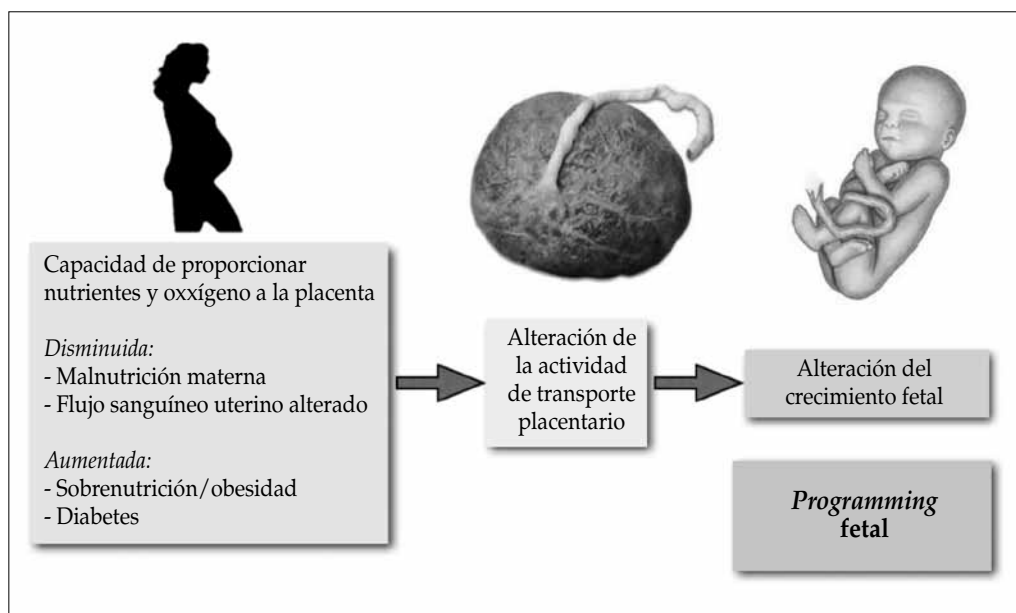 Capacidad de proporcionar
nutrientes y oxxígeno a la placenta
Disminuida:
- Malnutrición materna
- Flujo sanguíneo uterino alterado
Aumentada:
- Sobrenutrición/obesidad
- Diabetes
Alteración de
la actividad
de transporte
placentario
Alteración del
crecimiento fetal
Programming
fetal